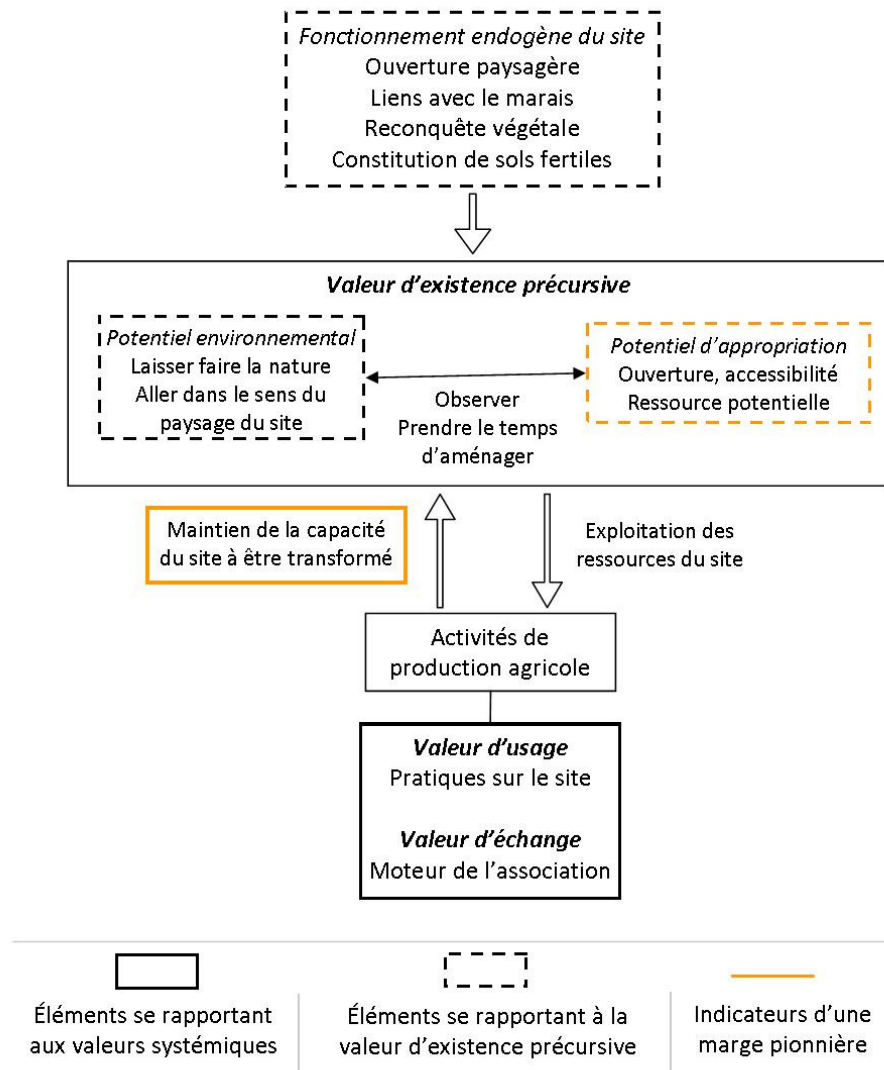 Fonctionnement endogène du site
Ouverture paysagère
Liens avec le marais
Reconquête végétale
Constitution de sols fertiles
Valeur d'existence précursive
Potentiel environnemental
Laisser faire la nature
Aller dans le sens du
paysage du site
Observer
Prendre le temps
d'aménager
Potentiel d'appropriation
Ouverture, accessibilité
Ressource potentielle
Maintien de la capacité
du site à être transformé
Exploitation des
ressources du site
Activités de
production agricole
Valeur d'usage
Pratiques sur le site
Valeur d'échange
Moteur de l'association
Éléments se rapportant
aux valeurs systémiques
Éléments se rapportant à la
valeur d'existence précursive
Indicateurs d'une
marge pionnière